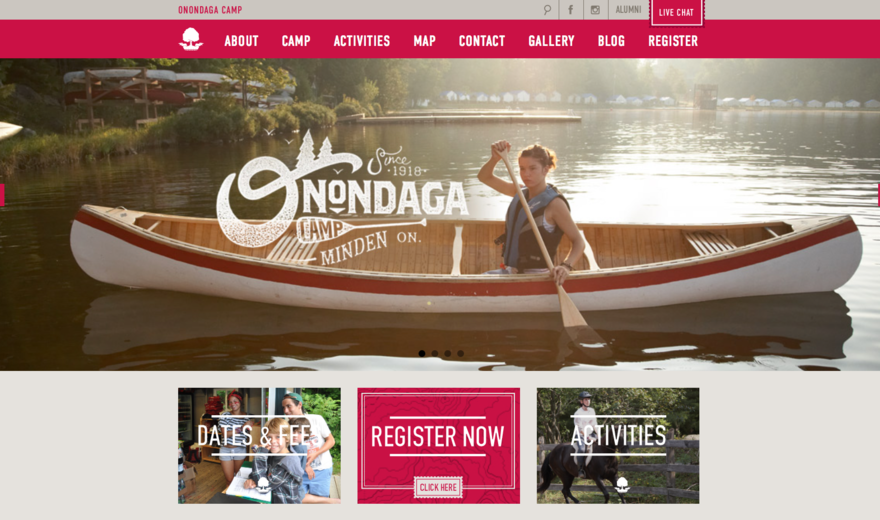 ONONDAGA CAMP
ALUMNI
LIVE CHAT
ABOUT CAMP ACTIVITIES MAP CONTACT GALLERY BLOG REGISTER
Since
·1918·
ONONDAGA
CAMP
MINDEN ON.
DATES & FEES
REGISTER NOW
CLICK HERE
ACTIVITIES